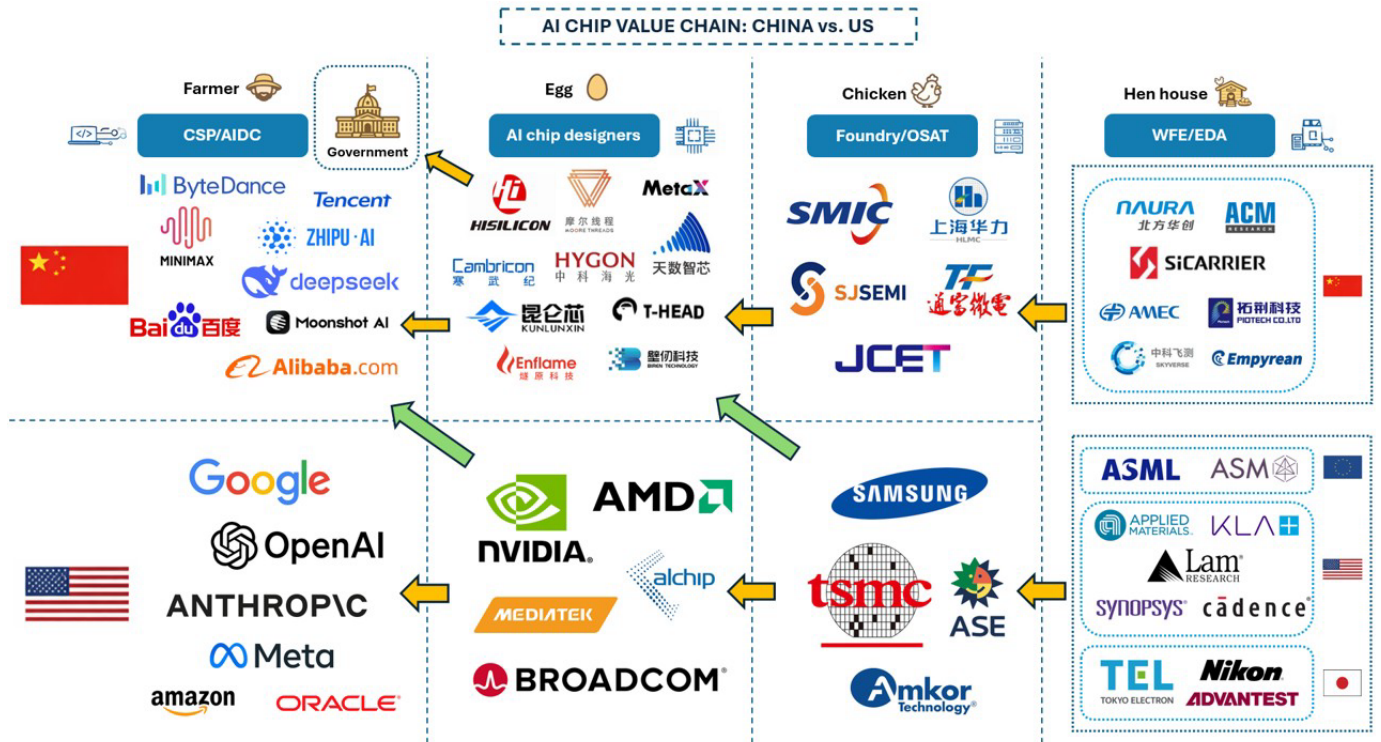 AI CHIP VALUE CHAIN: CHINA vs. US
Farmer
CSP/AIDC
Government
Egg
AI chip designers
Chicken
Foundry/OSAT
Hen house
WFE/EDA
ByteDance
Tencent
MINIMAX
ZHIPU·AI
deepseek
Baidu百度
Moonshot AI
Alibaba.com
Hi
HISILICON
摩尔线程
MOORE THREADS
MetaX
Cambricon
寒武纪
HYGON
中科海光
天数智芯
昆仑芯
KUNLUNXIN
T-HEAD
Enflame
燧原科技
壁仞科技
BIREN TECHNOLOGY
SMIC
上海华力
HLMC
SJSEMI
TF
通富微電
JCET
NAURA
北方华创
ACM
RESEARCH
SiCARRIER
AMEC
拓荆科技
PIOTECH CO.LTD
中科飞测
SKYVERSE
Empyrean
Google
OpenAI
ANTHROP\C
Meta
amazon
ORACLE
NVIDIA.
AMD
alchip
MEDIATEK
BROADCOM®
SAMSUNG
tsmc
ASE
Amkor
Technology®
ASML
ASM
APPLIED
MATERIALS
KLA
Lam®
RESEARCH
SYNOPSYS®
cādence®
TEL
TOKYO ELECTRON
Nikon
ADVANTEST